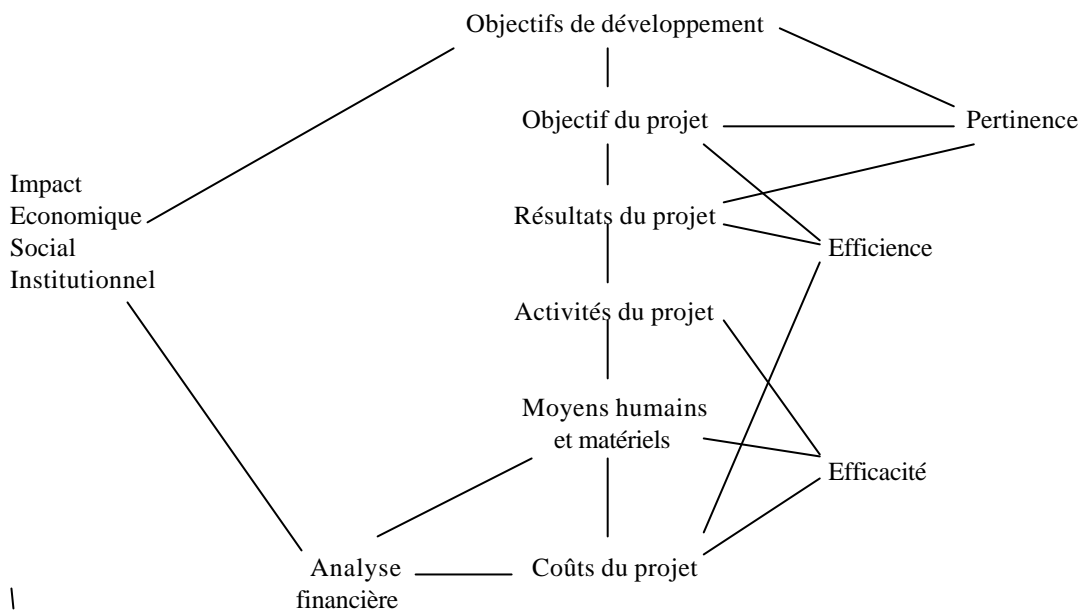 Objectifs de développement
Objectif du projet
Pertinence
Impact
Economique
Social
Institutionnel
Résultats du projet
Efficience
Activités du projet
Moyens humains
et matériels
Efficacité
Analyse
financière
Coûts du projet